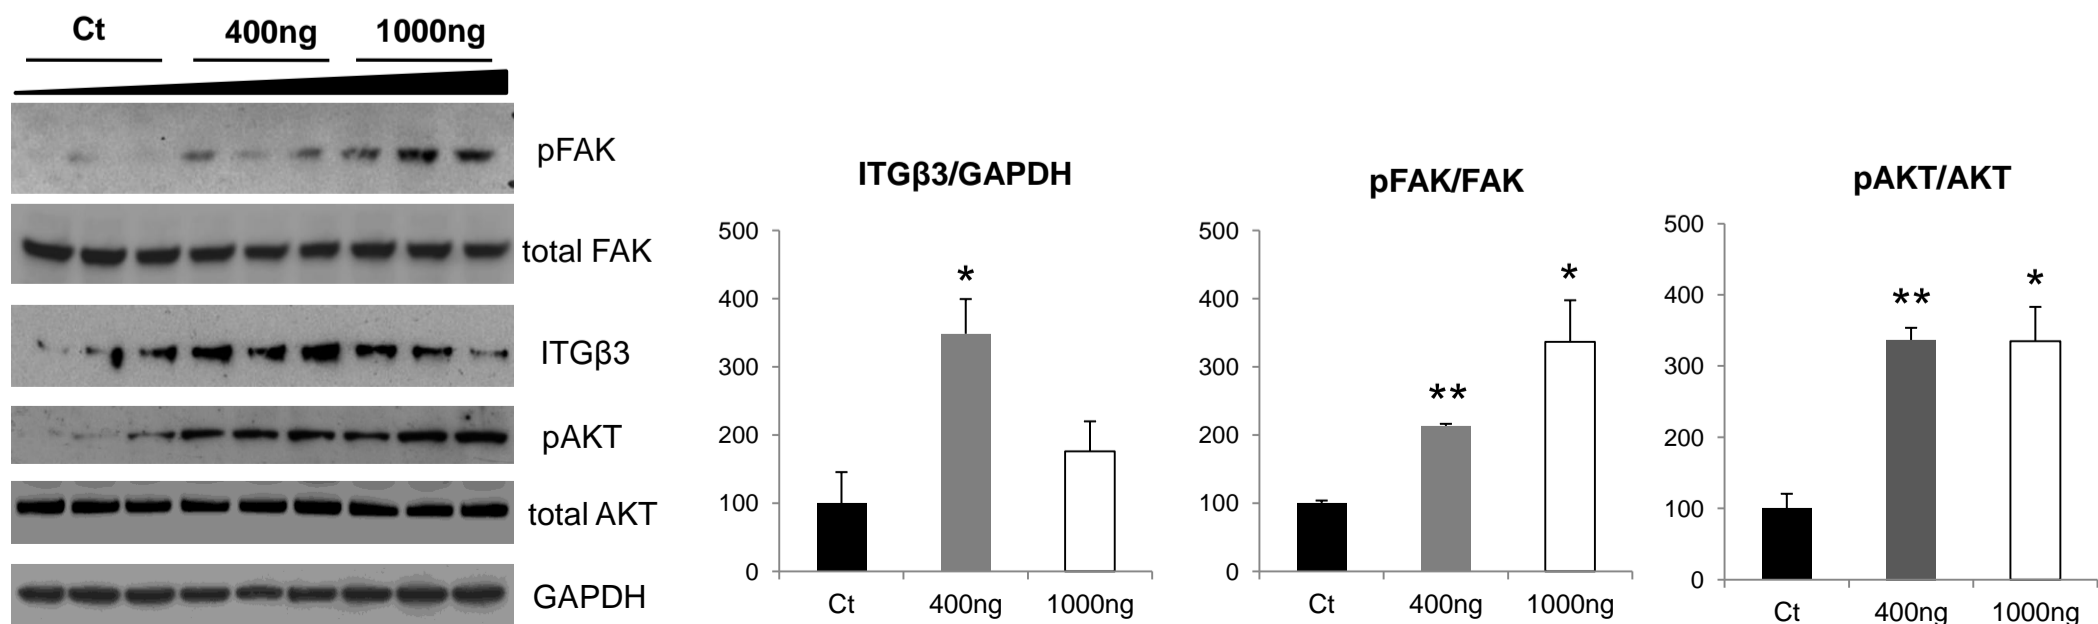 Ct 400ng 1000ng
pFAK
total FAK
ITGβ3
pAKT
total AKT
GAPDH
ITGβ3/GAPDH
500
400
300
200
100
0
*
Ct 400ng 1000ng
pFAK/FAK
500
400
300
200
100
0
**
*
Ct 400ng 1000ng
pAKT/AKT
500
400
300
200
100
0
**
*
Ct 400ng 1000ng